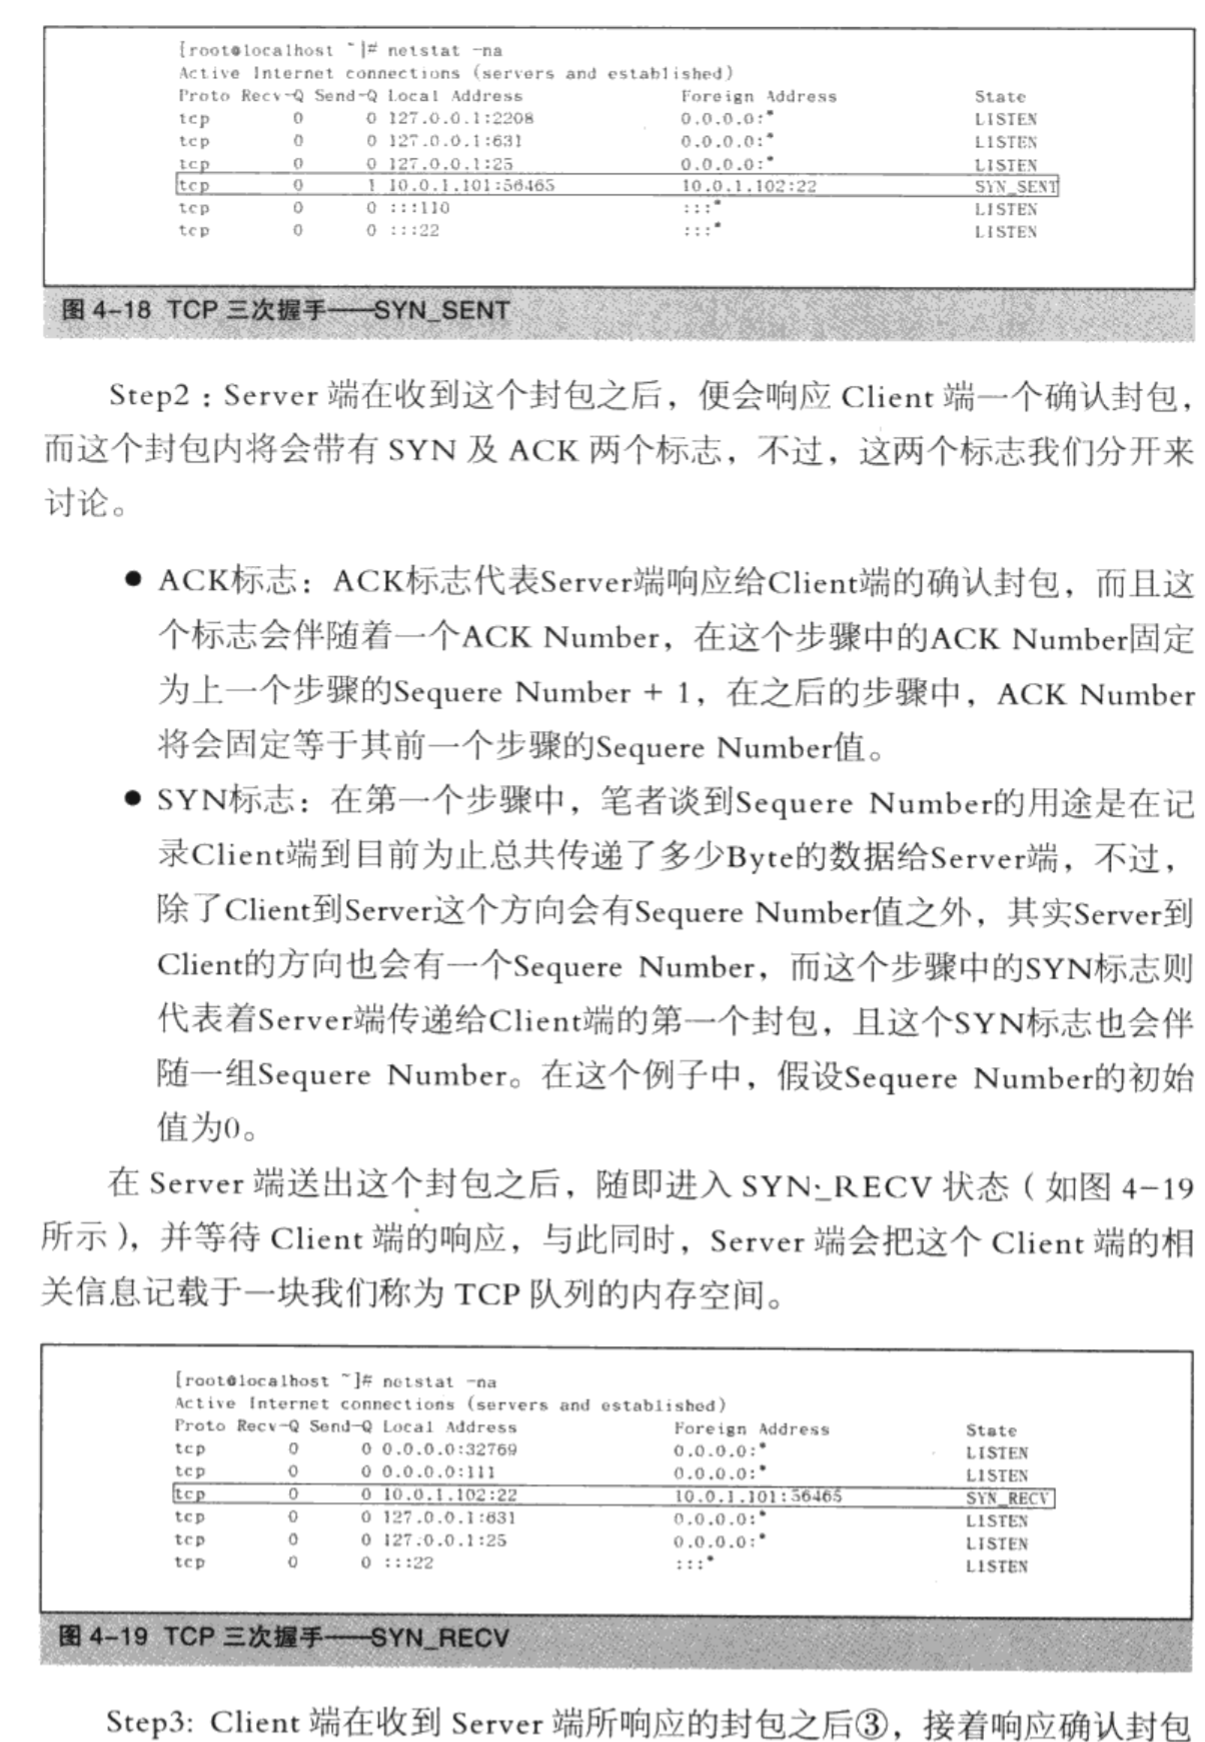 [root@localhost ~]# netstat -na
Active Internet connections (servers and established)
Proto Recv-Q Send-Q Local Address Foreign Address State
tcp 0 0 127.0.0.1:2208 0.0.0.0:* LISTEN
tcp 0 0 127.0.0.1:631 0.0.0.0:* LISTEN
tcp 0 0 127.0.0.1:25 0.0.0.0:* LISTEN
tcp 0 1 10.0.1.101:56465 10.0.1.102:22 SYN_SENT
tcp 0 0 :::110 :::* LISTEN
tcp 0 0 :::22 :::* LISTEN
图 4-18 TCP 三次握手——SYN_SENT
Step2：Server 端在收到这个封包之后，便会响应 Client 端一个确认封包，
而这个封包内将会带有 SYN 及 ACK 两个标志，不过，这两个标志我们分开来
讨论。
● ACK标志：ACK标志代表Server端响应给Client端的确认封包，而且这
个标志会伴随着一个ACK Number，在这个步骤中的ACK Number固定
为上一个步骤的Sequere Number + 1，在之后的步骤中，ACK Number
将会固定等于其前一个步骤的Sequere Number值。
● SYN标志：在第一个步骤中，笔者谈到Sequere Number的用途是在记
录Client端到目前为止总共传递了多少Byte的数据给Server端，不过，
除了Client到Server这个方向会有Sequere Number值之外，其实Server到
Client的方向也会有一个Sequere Number，而这个步骤中的SYN标志则
代表着Server端传递给Client端的第一个封包，且这个SYN标志也会伴
随一组Sequere Number。在这个例子中，假设Sequere Number的初始
值为0。
在 Server 端送出这个封包之后，随即进入 SYN_RECV 状态（如图 4-19
所示），并等待 Client 端的响应，与此同时，Server 端会把这个 Client 端的相
关信息记载于一块我们称为 TCP 队列的内存空间。
[root@localhost ~]# netstat -na
Active Internet connections (servers and established)
Proto Recv-Q Send-Q Local Address Foreign Address State
tcp 0 0 0.0.0.0:32769 0.0.0.0:* LISTEN
tcp 0 0 0.0.0.0:111 0.0.0.0:* LISTEN
tcp 0 0 10.0.1.102:22 10.0.1.101:56465 SYN_RECV
tcp 0 0 127.0.0.1:631 0.0.0.0:* LISTEN
tcp 0 0 127.0.0.1:25 0.0.0.0:* LISTEN
tcp 0 0 :::22 :::* LISTEN
图 4-19 TCP 三次握手——SYN_RECV
Step3: Client 端在收到 Server 端所响应的封包之后③，接着响应确认封包